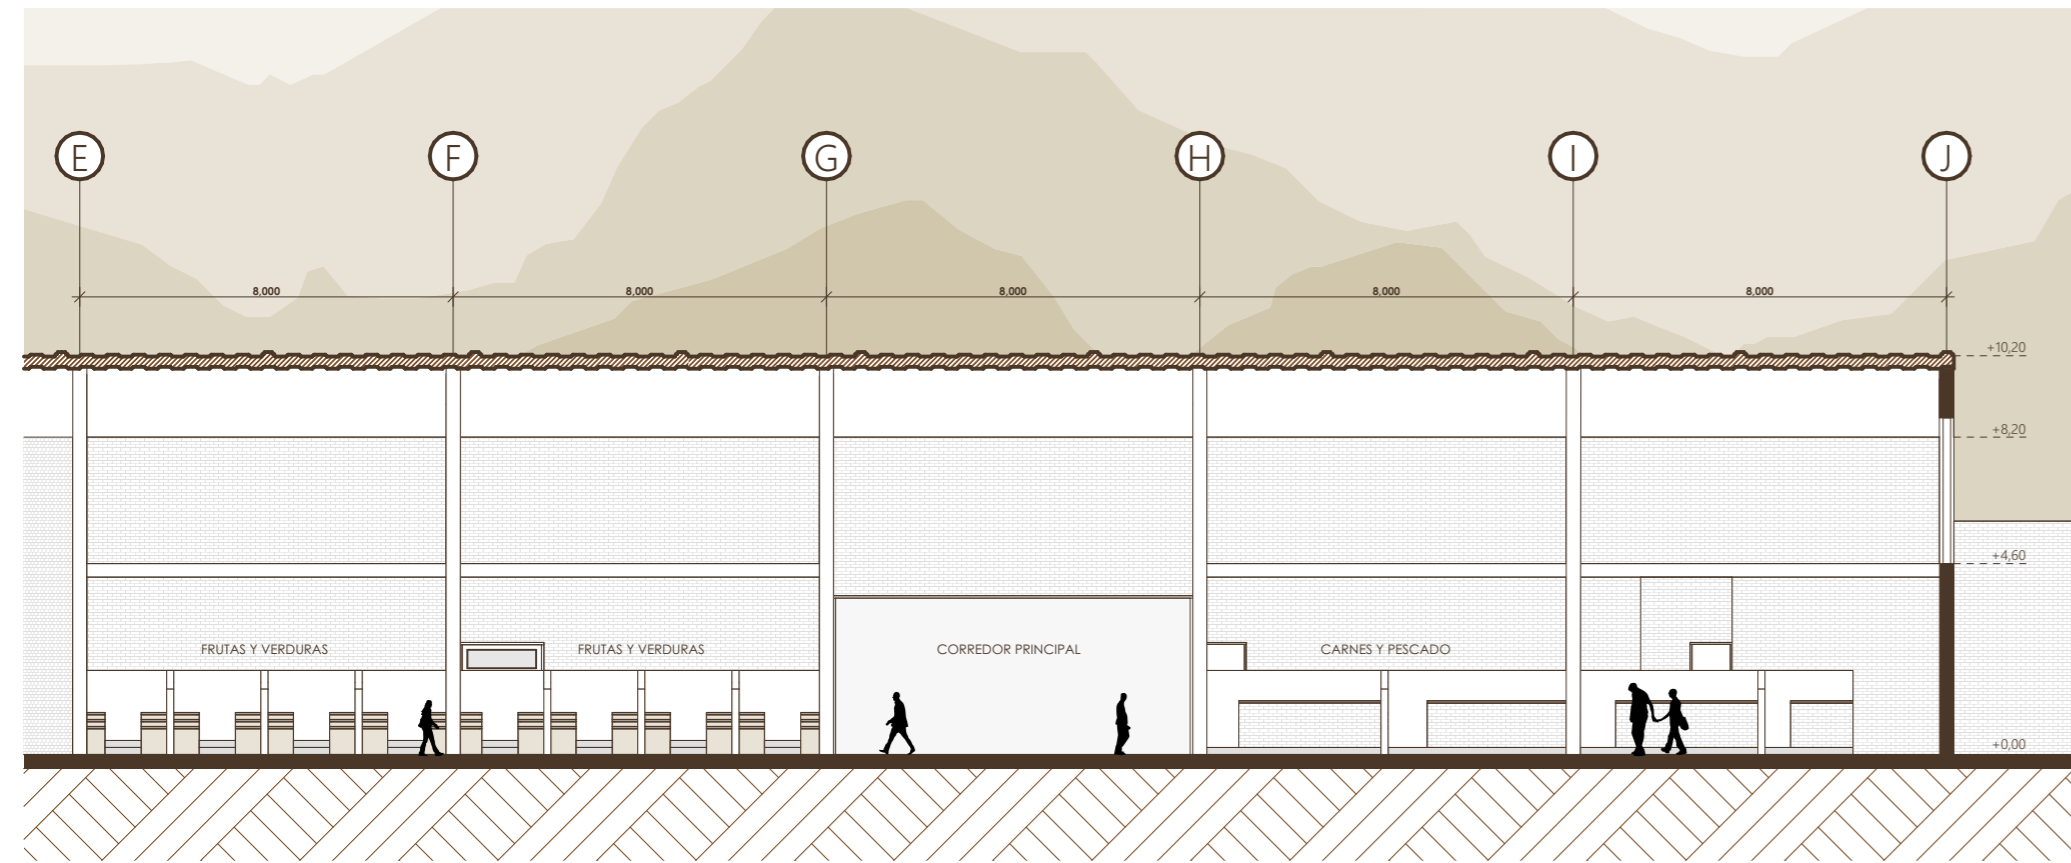 E F G H I J
8,000 8,000 8,000 8,000 8,000
+10,20
+8,20
+4,60
FRUTAS Y VERDURAS FRUTAS Y VERDURAS CORREDOR PRINCIPAL CARNES Y PESCADO
+0,00